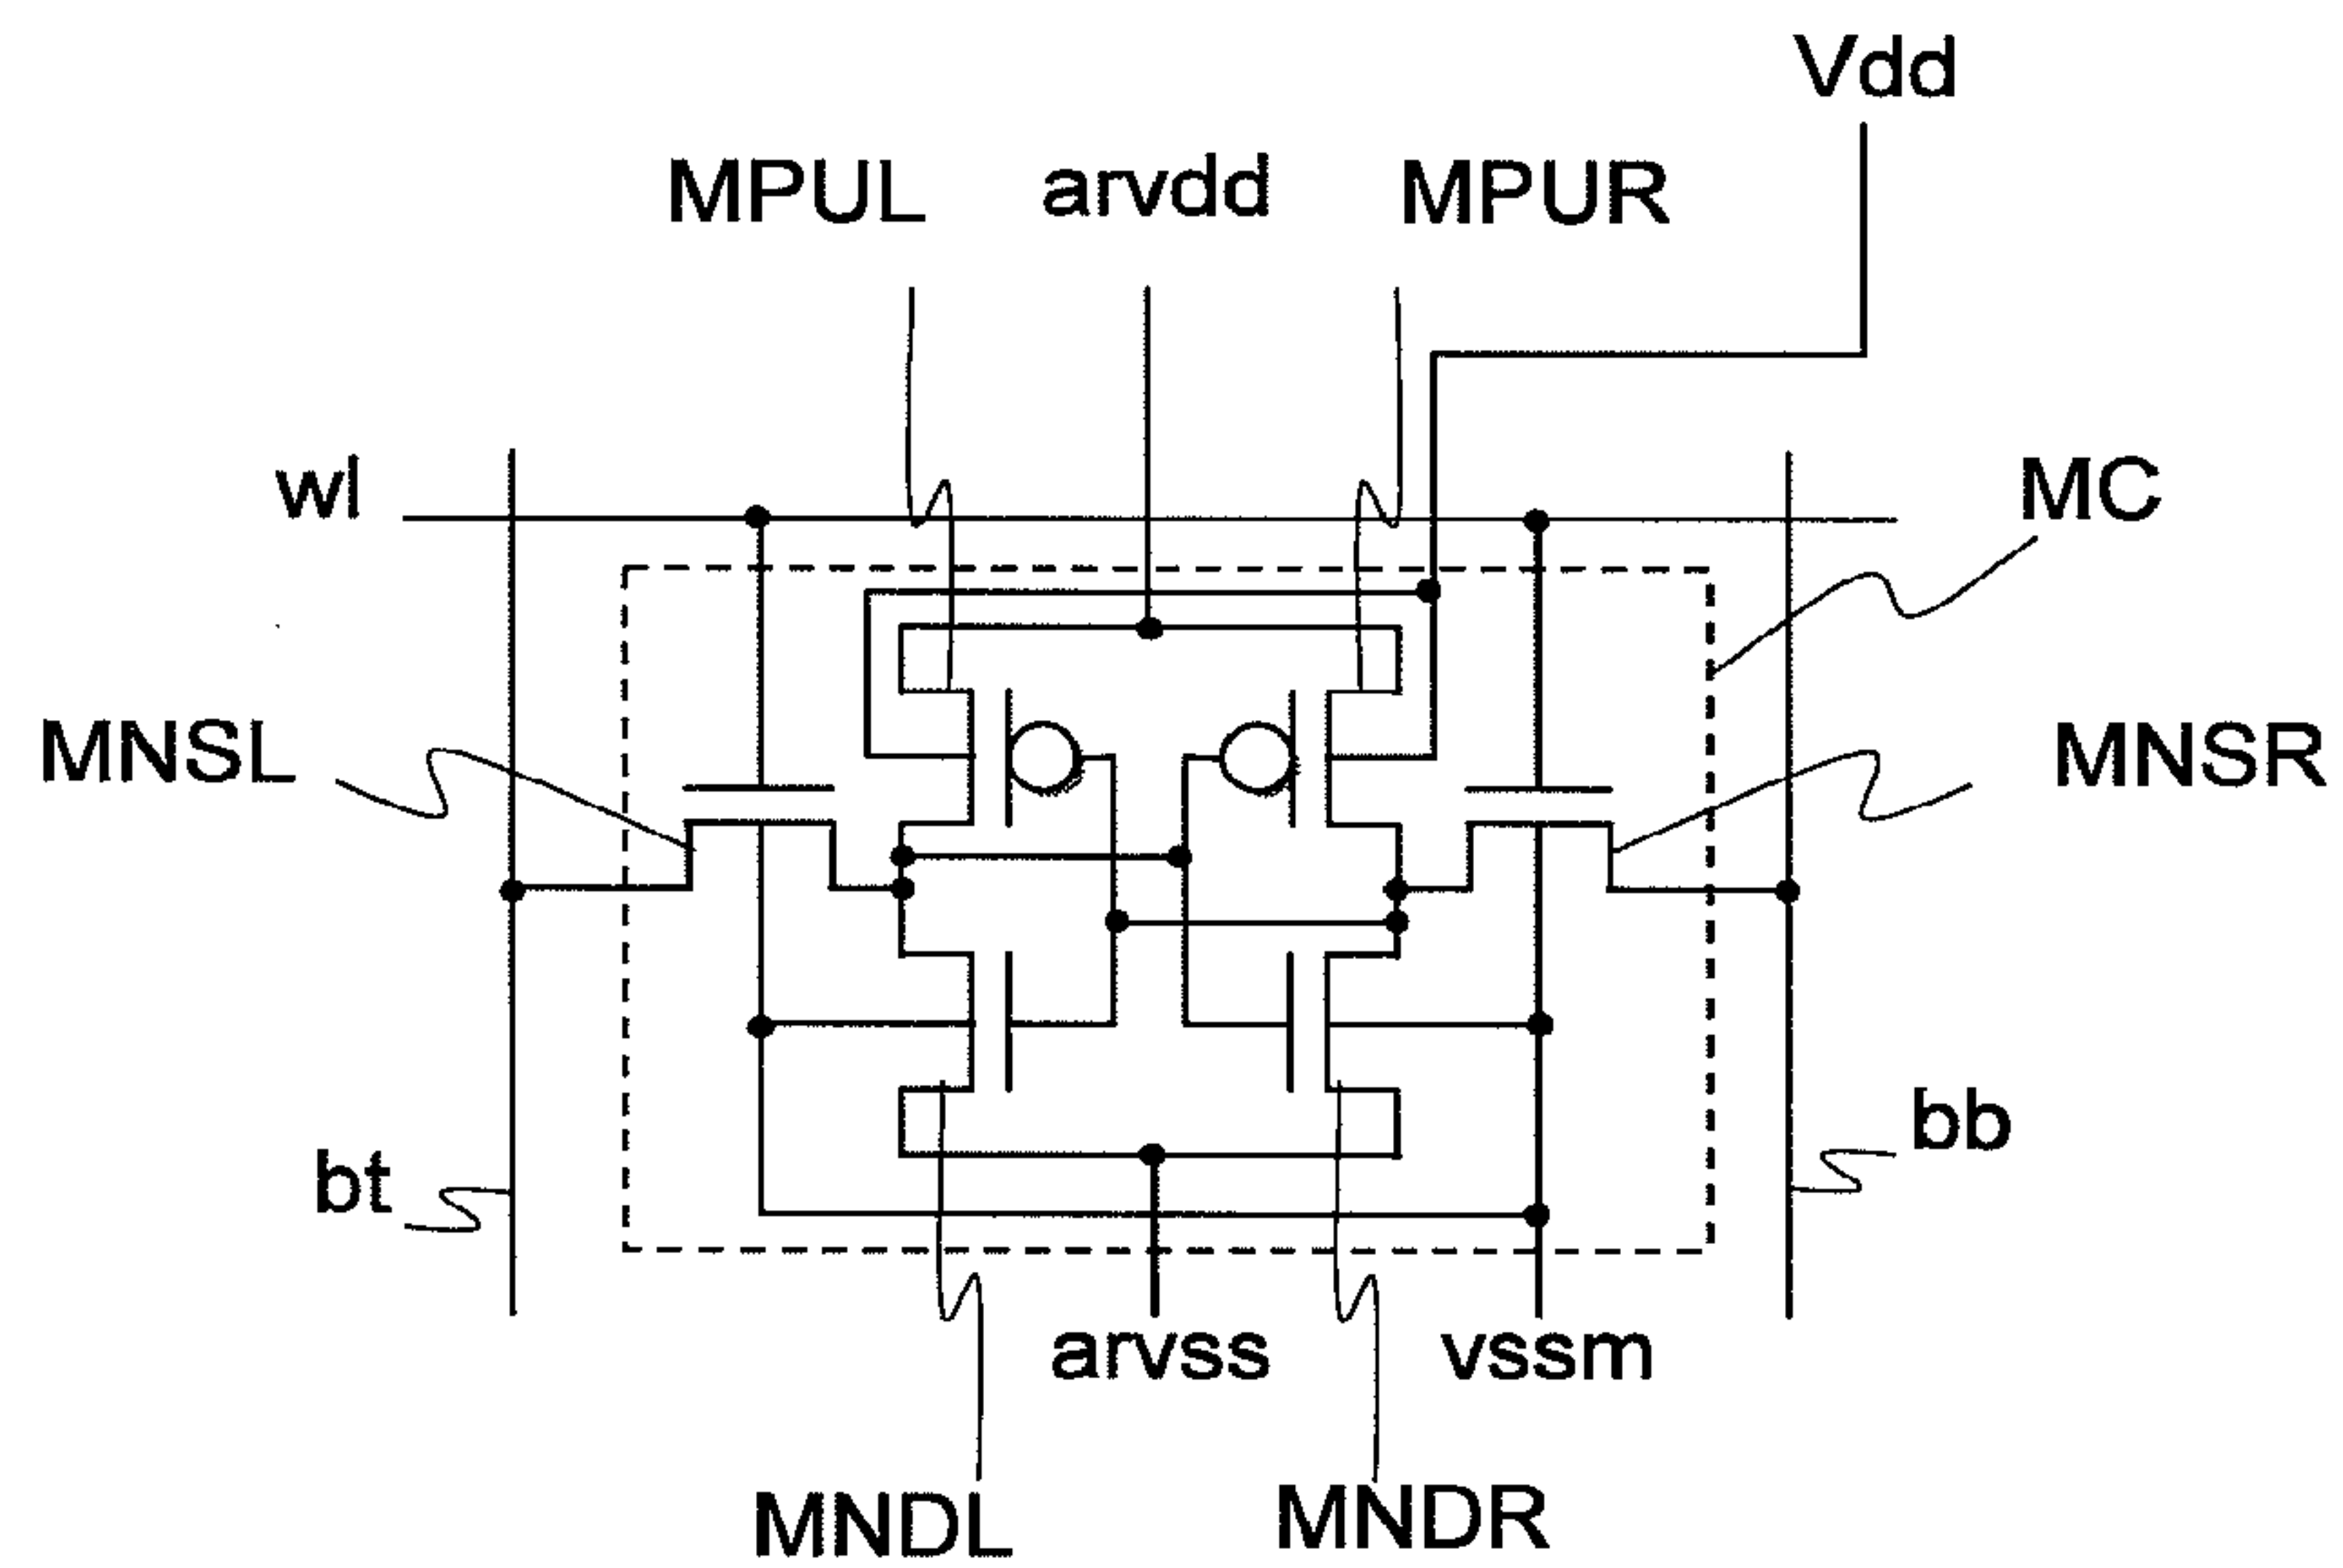 Vdd
MPUL arvdd MPUR
wl
MC
MNSL
MNSR
bb
bt
arvss vssm
MNDL MNDR